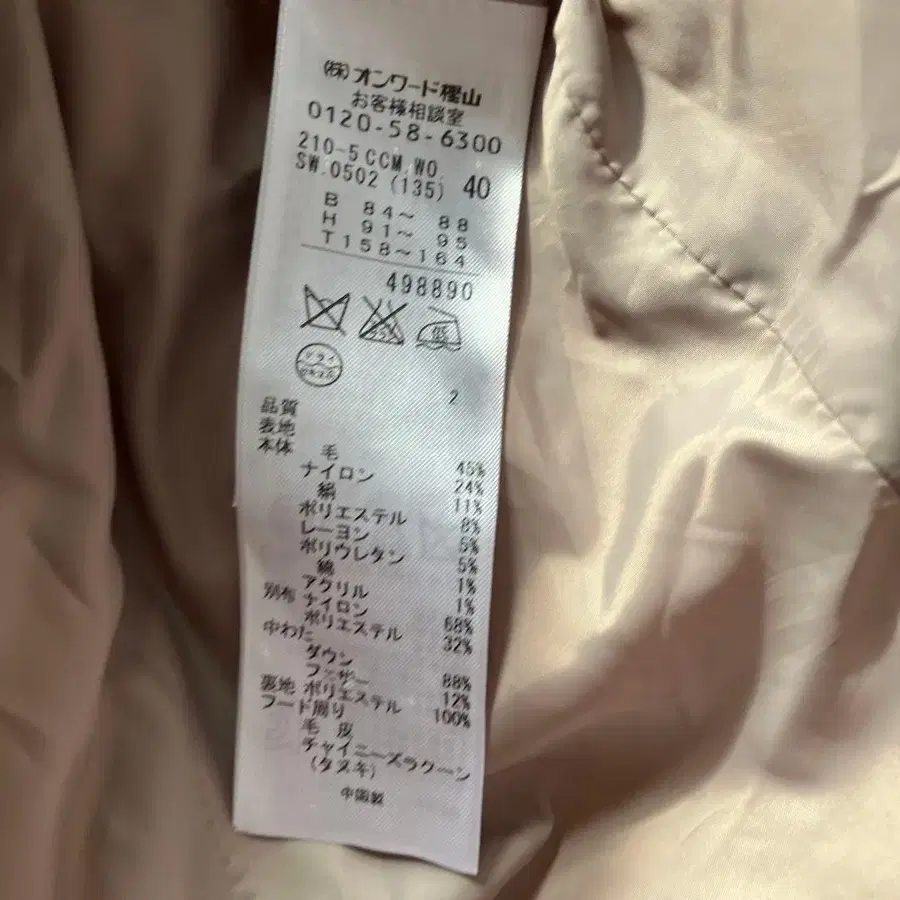 (株)オンワード樫山
お客様相談室
0120-58-6300
210-5 CCM.WO.
SW.0502 (135) 40
B 84～ 88
H 91～ 95
T158～164
498890
低
ドライ
2
品質
表地
本体 毛 45%
ナイロン 24%
絹 11%
ポリエステル 8%
レーヨン 5%
ポリウレタン 5%
綿 1%
アクリル 1%
別布 ナイロン 68%
ポリエステル 32%
中わた
ダウン 88%
フェザー 12%
裏地 ポリエステル 100%
フード周り
毛 皮
チャイニーズラクーン
(タヌキ)
中国製